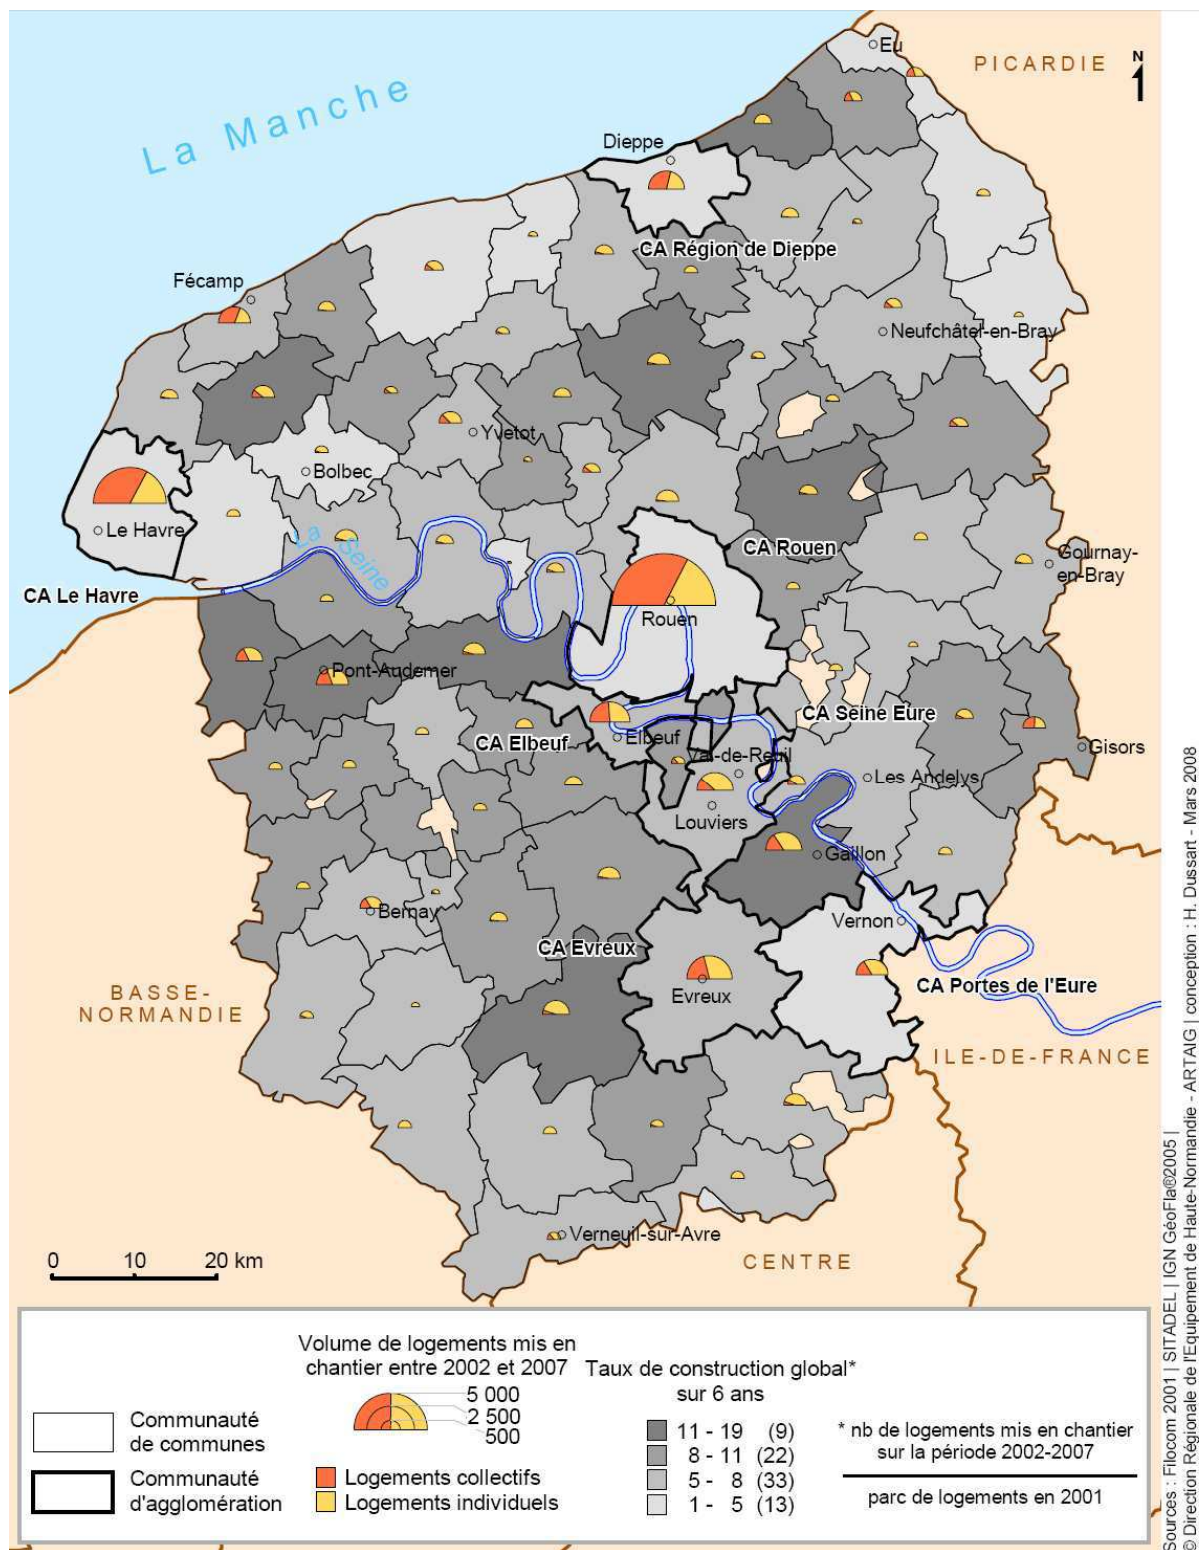 PICARDIE
N
La Manche
Eu
Dieppe
CA Région de Dieppe
Fécamp
Neufchâtel-en-Bray
Yvetot
Bolbec
Le Havre
La Seine
CA Rouen
Gournay-
en-Bray
CA Le Havre
Rouen
Pont-Audemer
CA Seine Eure
CA Elbeuf
Elbeuf
Val-de-Reuil
Gisors
Les Andelys
Louviers
Gaillon
Bernay
Vernon
CA Evreux
Evreux
CA Portes de l'Eure
BASSE-
NORMANDIE
ILE-DE-FRANCE
Verneuil-sur-Avre
CENTRE
0 10 20 km
Communauté
de communes
Communauté
d'agglomération
Volume de logements mis en
chantier entre 2002 et 2007
5 000
2 500
500
Logements collectifs
Logements individuels
Taux de construction global*
sur 6 ans
11 - 19 (9)
8 - 11 (22)
5 - 8 (33)
1 - 5 (13)
* nb de logements mis en chantier
sur la période 2002-2007
parc de logements en 2001
Sources : Filocom 2001 | SITADEL | IGN GéoFla®2005 |
© Direction Régionale de l'Equipement de Haute-Normandie - ARTAIG | conception : H. Dussart - Mars 2008